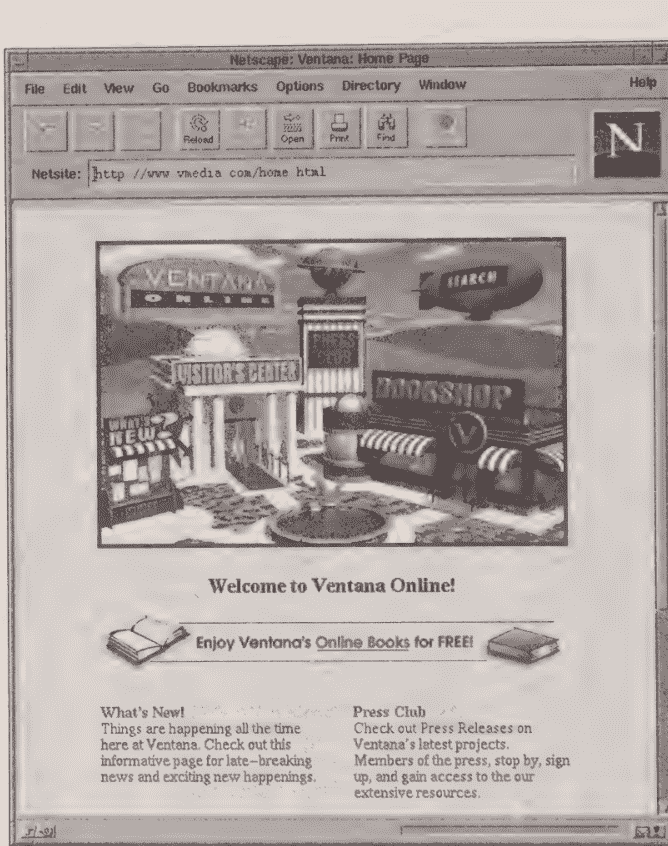 Netscape: Ventana: Home Page
File Edit View Go Bookmarks Options Directory Window Help
Reload Open Print Find
N
Netsite: http //www vmedia com/home html
VENTANA
ONLINE
SEARCH
PRESS
CLUB
VISITOR'S CENTER
BOOKSHOP
WHAT'S
NEW?
V
Welcome to Ventana Online!
Enjoy Ventana's Online Books for FREE!
What's New!
Things are happening all the time
here at Ventana. Check out this
informative page for late-breaking
news and exciting new happenings.
Press Club
Check out Press Releases on
Ventana's latest projects.
Members of the press, stop by, sign
up, and gain access to the our
extensive resources.